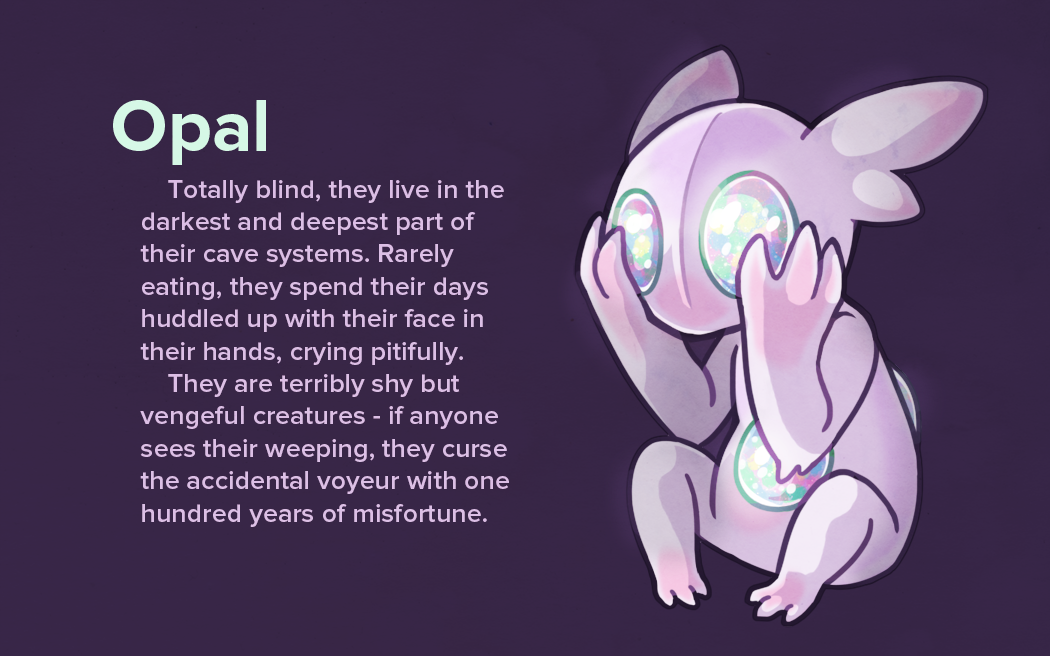 Opal
Totally blind, they live in the
darkest and deepest part of
their cave systems. Rarely
eating, they spend their days
huddled up with their face in
their hands, crying pitifully.
They are terribly shy but
vengeful creatures - if anyone
sees their weeping, they curse
the accidental voyeur with one
hundred years of misfortune.